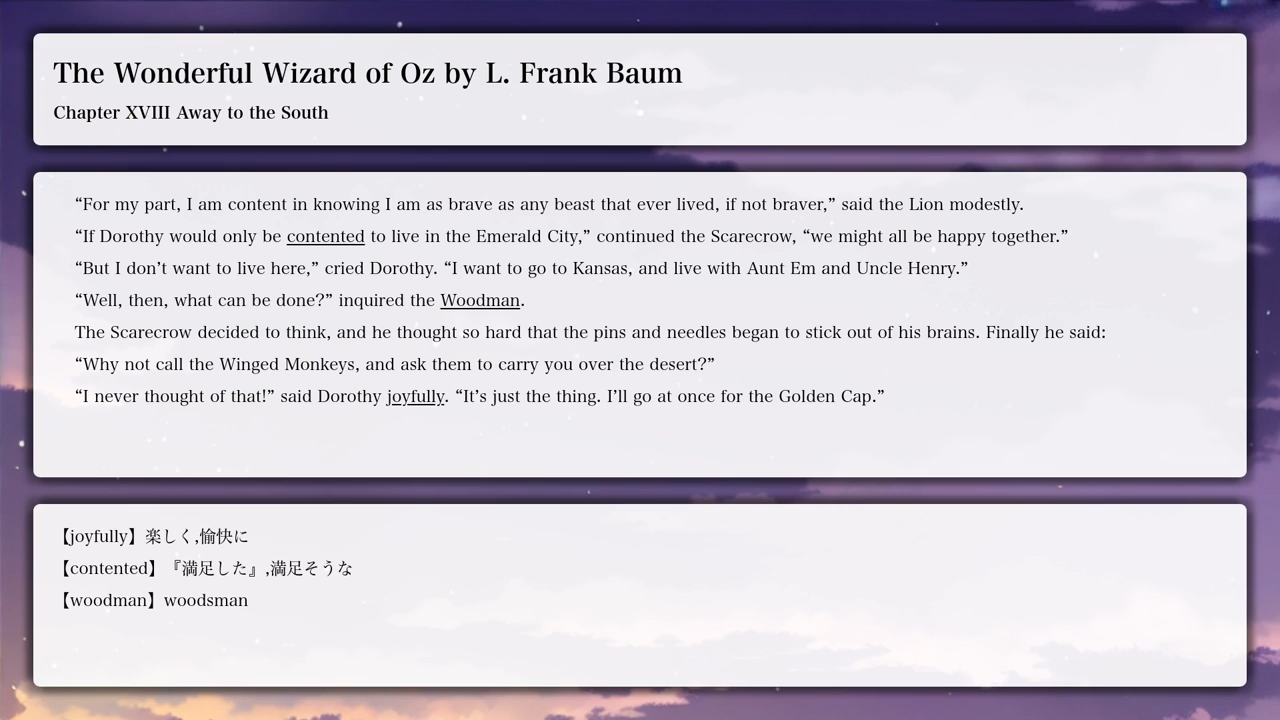 The Wonderful Wizard of Oz by L. Frank Baum
Chapter XVIII Away to the South
“For my part, I am content in knowing I am as brave as any beast that ever lived, if not braver,” said the Lion modestly.
“If Dorothy would only be contented to live in the Emerald City,” continued the Scarecrow, “we might all be happy together.”
“But I don’t want to live here,” cried Dorothy. “I want to go to Kansas, and live with Aunt Em and Uncle Henry.”
“Well, then, what can be done?” inquired the Woodman.
The Scarecrow decided to think, and he thought so hard that the pins and needles began to stick out of his brains. Finally he said:
“Why not call the Winged Monkeys, and ask them to carry you over the desert?”
“I never thought of that!” said Dorothy joyfully. “It’s just the thing. I’ll go at once for the Golden Cap.”
【joyfully】楽しく,愉快に
【contented】『満足した』,満足そうな
【woodman】woodsman